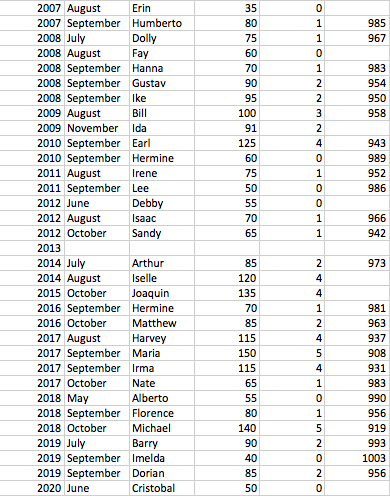 2007 August Erin 35 0
2007 September Humberto 80 1 985
2008 July Dolly 75 1 967
2008 August Fay 60 0
2008 September Hanna 70 1 983
2008 September Gustav 90 2 954
2008 September Ike 95 2 950
2009 August Bill 100 3 958
2009 November Ida 91 2
2010 September Earl 125 4 943
2010 September Hermine 60 0 989
2011 August Irene 75 1 952
2011 September Lee 50 0 986
2012 June Debby 55 0
2012 August Isaac 70 1 966
2012 October Sandy 65 1 942
2013
2014 July Arthur 85 2 973
2014 August Iselle 120 4
2015 October Joaquin 135 4
2016 September Hermine 70 1 981
2016 October Matthew 85 2 963
2017 August Harvey 115 4 937
2017 September Maria 150 5 908
2017 September Irma 115 4 931
2017 October Nate 65 1 983
2018 May Alberto 55 0 990
2018 September Florence 80 1 956
2018 October Michael 140 5 919
2019 July Barry 90 2 993
2019 September Imelda 40 0 1003
2019 September Dorian 85 2 956
2020 June Cristobal 50 0